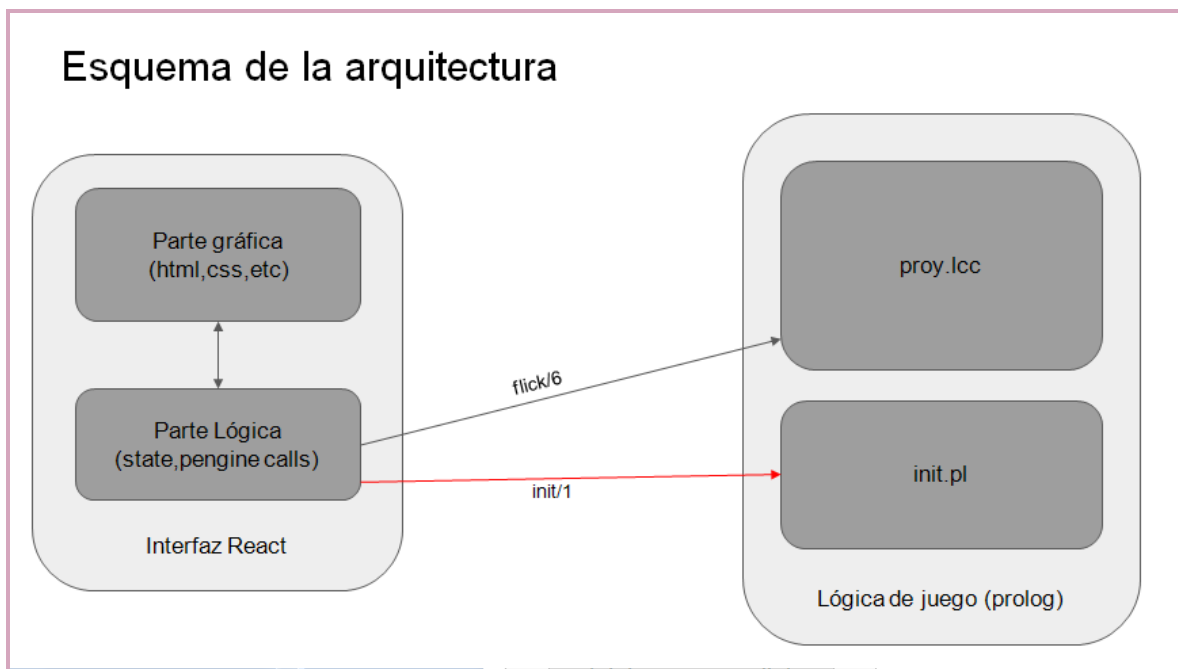 Esquema de la arquitectura
Parte gráfica
(html,css,etc)
Parte Lógica
(state,pengine calls)
Interfaz React
flick/6
init/1
proy.lcc
init.pl
Lógica de juego (prolog)